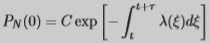 P_N(0) = C exp[-∫_t^{t+τ} λ(ξ)dξ]